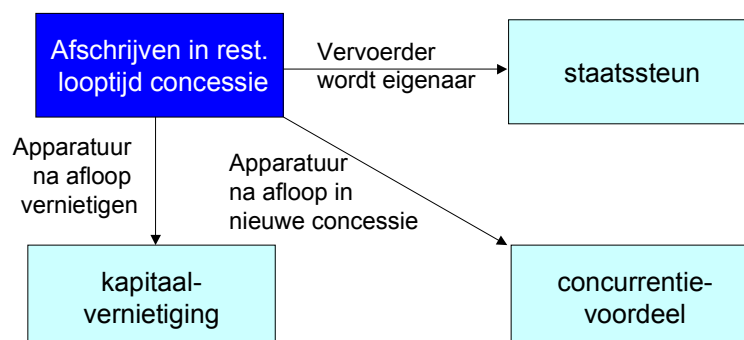 Afschrijven in rest.
looptijd concessie
Vervoerder
wordt eigenaar
staatssteun
Apparatuur
na afloop
vernietigen
Apparatuur
na afloop in
nieuwe concessie
kapitaal-
vernietiging
concurrentie-
voordeel